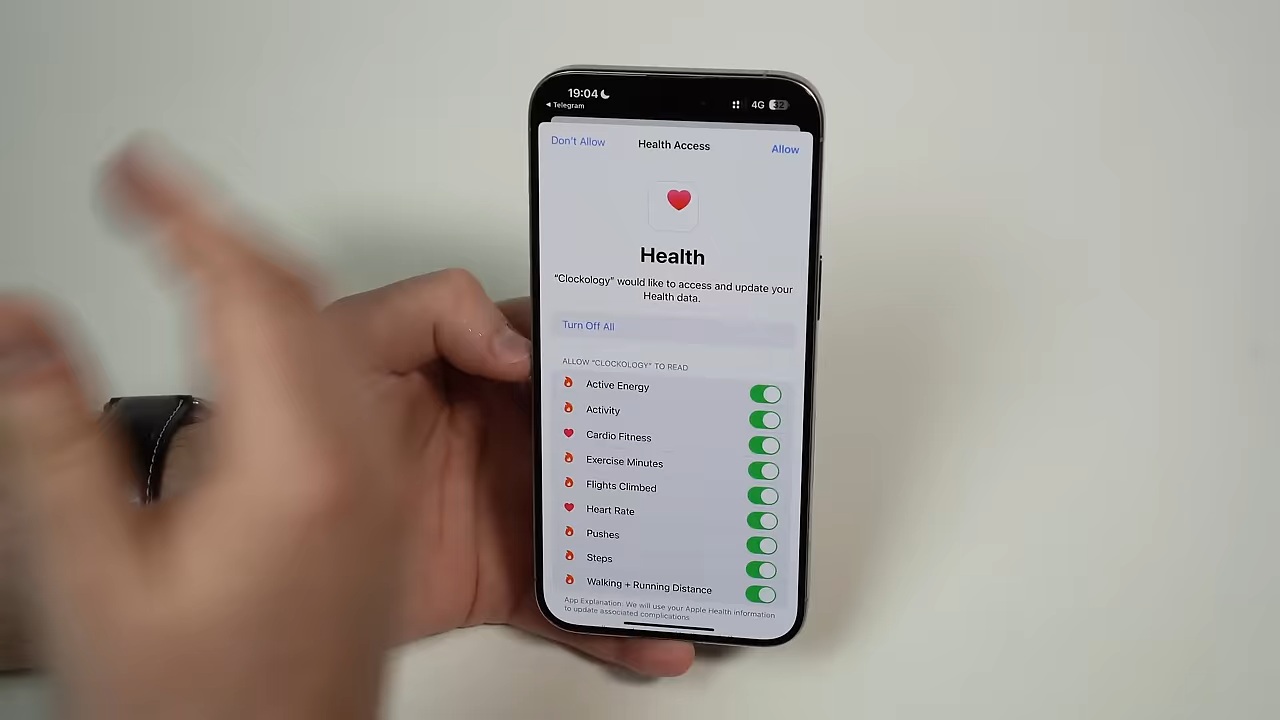 19:04
◀ Telegram
4G 32
Don't Allow
Health Access
Allow
Health
“Clockology” would like to access and update your
Health data.
Turn Off All
ALLOW “CLOCKOLOGY” TO READ
Active Energy
Activity
Cardio Fitness
Exercise Minutes
Flights Climbed
Heart Rate
Pushes
Steps
Walking + Running Distance
App Explanation: We will use your Apple Health information
to update associated complications